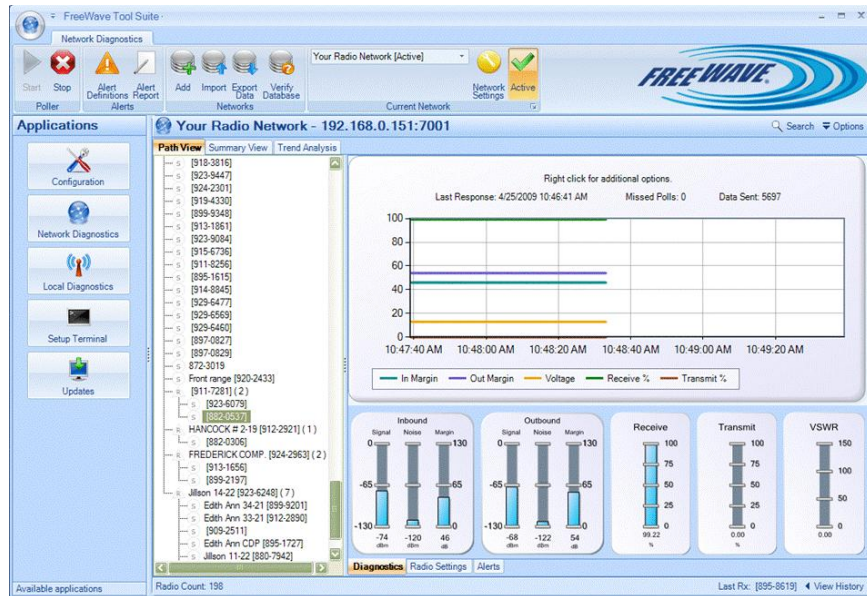 FreeWave Tool Suite
Network Diagnostics
Start
Stop
Alert Definitions
Alert Report
Add
Import
Export Data
Verify Database
Your Radio Network [Active]
Network Settings
Active
Poller
Alerts
Networks
Current Network
FREEWAVE.
Applications
Configuration
Network Diagnostics
Local Diagnostics
Setup Terminal
Updates
Available applications
Your Radio Network - 192.168.0.151:7001
Search
Options
Path View
Summary View
Trend Analysis
S [918-3816]
S [923-9447]
S [924-2301]
S [919-4330]
S [899-9348]
S [913-1861]
S [923-9084]
S [915-6736]
S [911-8256]
S [895-1615]
S [914-8845]
S [929-6477]
S [929-6569]
S [929-6460]
S [897-0827]
S [897-0829]
S 872-3019
S Front range [920-2433]
R [911-7281] ( 2 )
S [923-6079]
S [882-0537]
R HANCOCK # 2-19 [912-2921] ( 1 )
S [882-0306]
R FREDERICK COMP. [924-2963] ( 2 )
S [913-1656]
S [899-2197]
R Jillson 14-22 [923-6248] ( 7 )
S Edith Ann 34-21 [899-9201]
S Edith Ann 33-21 [912-2890]
S [909-2511]
S Edith Ann CDP [895-1727]
S Jillson 11-22 [880-7942]
Right click for additional options.
Last Response: 4/25/2009 10:46:41 AM
Missed Polls: 0
Data Sent: 5697
100
80
60
40
20
0
10:47:40 AM
10:48:00 AM
10:48:20 AM
10:48:40 AM
10:49:00 AM
10:49:20 AM
In Margin
Out Margin
Voltage
Receive %
Transmit %
Inbound
Signal Noise Margin
0 130
-65 65
-130 0
-74 -120 46
dBm dBm dB
Outbound
Signal Noise Margin
0 130
-65 65
-130 0
-68 -122 54
dBm dBm dB
Receive
100
75
50
25
0
99.22
%
Transmit
100
75
50
25
0
0.00
%
VSWR
150
100
50
0
0.00
Diagnostics
Radio Settings
Alerts
Radio Count: 198
Last Rx: [895-8619]
View History